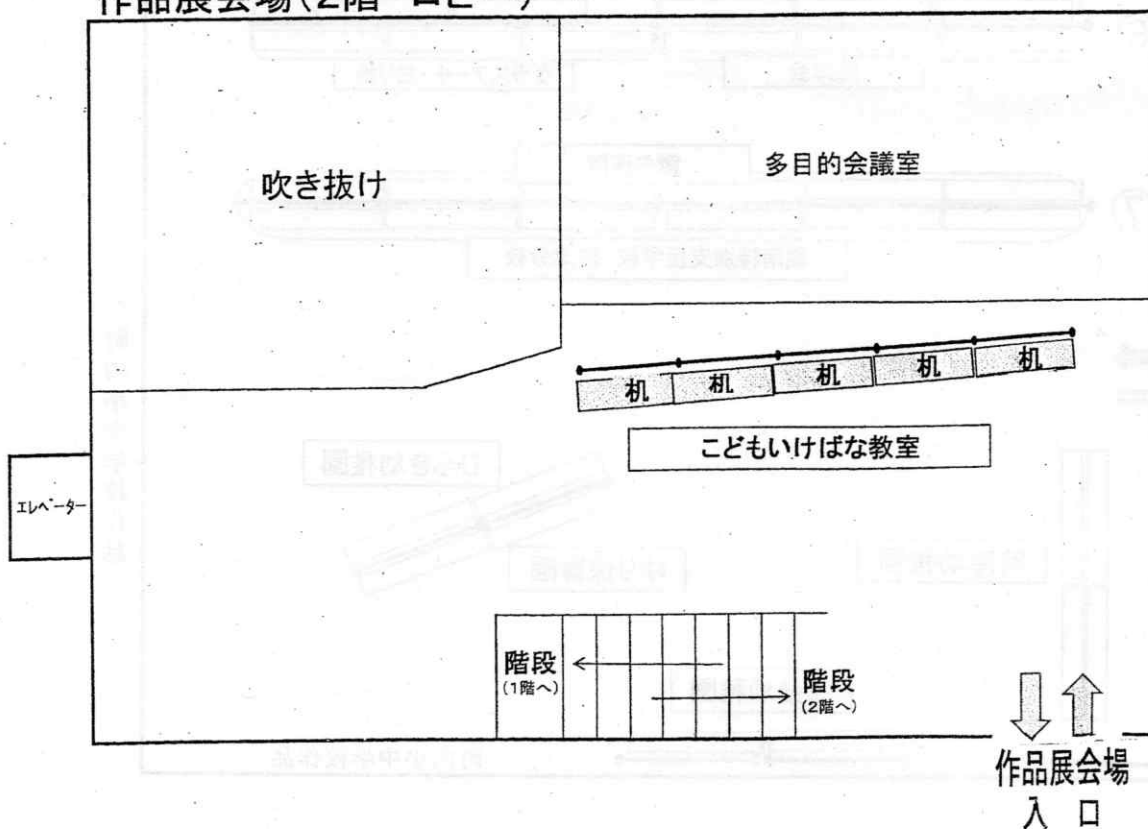 作品展会場(2階 ロビー)
吹き抜け
多目的会議室
机 机 机 机 机
こどもいけばな教室
エレベーター
階段
(1階へ)
階段
(2階へ)
作品展会場
入 口